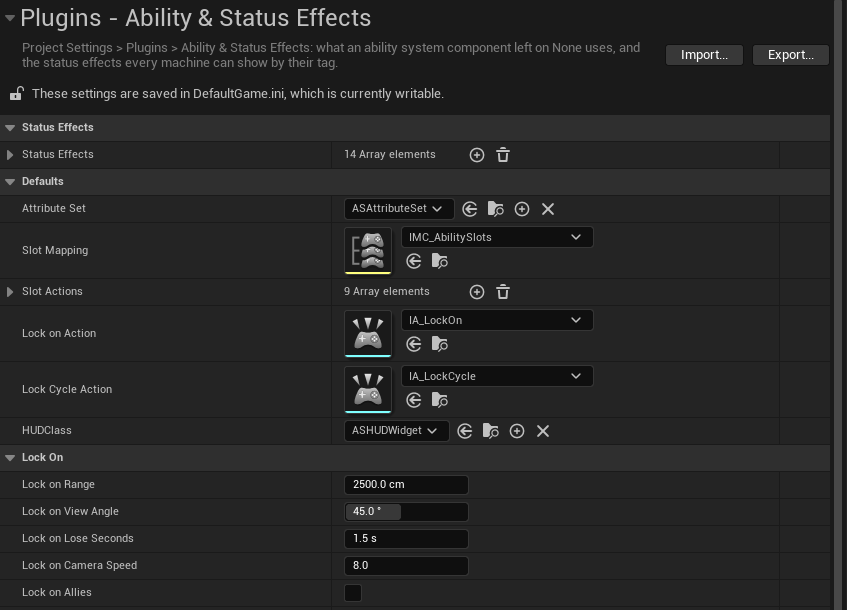 Plugins - Ability & Status Effects
Project Settings > Plugins > Ability & Status Effects: what an ability system component left on None uses, and
the status effects every machine can show by their tag.
Import...
Export...
These settings are saved in DefaultGame.ini, which is currently writable.
Status Effects
Status Effects
14 Array elements
Defaults
Attribute Set
ASAttributeSet
Slot Mapping
IMC_AbilitySlots
Slot Actions
9 Array elements
Lock on Action
IA_LockOn
Lock Cycle Action
IA_LockCycle
HUDClass
ASHUDWidget
Lock On
Lock on Range
2500.0 cm
Lock on View Angle
45.0 °
Lock on Lose Seconds
1.5 s
Lock on Camera Speed
8.0
Lock on Allies